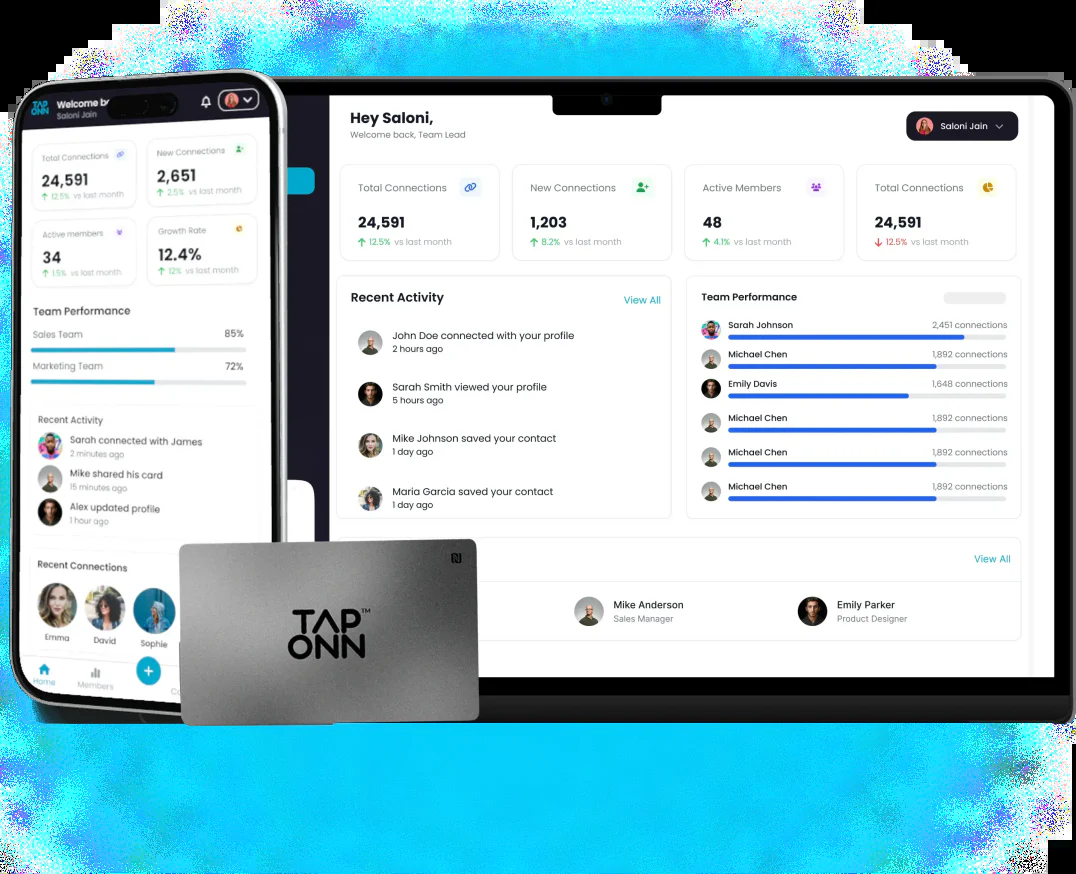 TAP
ONN
Welcome
Saloni Jain
Total Connections
24,591
12.5% vs last month
New Connections
2,651
2.5% vs last month
Active members
34
1.5% vs last month
Growth Rate
12.4%
12% vs last month
Team Performance
Sales Team 85%
Marketing Team 72%
Recent Activity
Sarah connected with James
2 minutes ago
Mike shared his card
15 minutes ago
Alex updated profile
1 hour ago
Recent Connections
Emma David Sophie
Home Members
Hey Saloni,
Welcome back, Team Lead
Saloni Jain
Total Connections
24,591
12.5% vs last month
New Connections
1,203
8.2% vs last month
Active Members
48
4.1% vs last month
Total Connections
24,591
12.5% vs last month
Recent Activity View All
John Doe connected with your profile
2 hours ago
Sarah Smith viewed your profile
5 hours ago
Mike Johnson saved your contact
1 day ago
Maria Garcia saved your contact
1 day ago
Team Performance
Sarah Johnson 2,451 connections
Michael Chen 1,892 connections
Emily Davis 1,648 connections
Michael Chen 1,892 connections
Michael Chen 1,892 connections
Michael Chen 1,892 connections
View All
Mike Anderson
Sales Manager
Emily Parker
Product Designer
TAP™
ONN